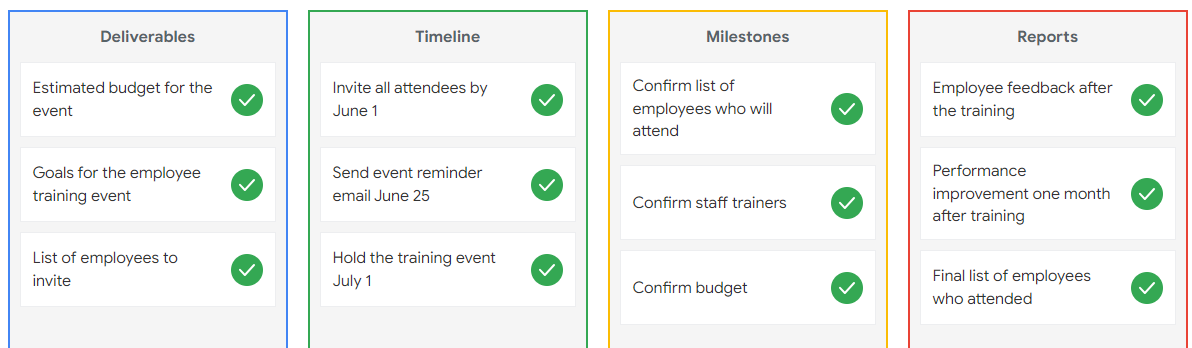 Deliverables
Estimated budget for the
event
Goals for the employee
training event
List of employees to
invite
Timeline
Invite all attendees by
June 1
Send event reminder
email June 25
Hold the training event
July 1
Milestones
Confirm list of
employees who will
attend
Confirm staff trainers
Confirm budget
Reports
Employee feedback after
the training
Performance
improvement one month
after training
Final list of employees
who attended